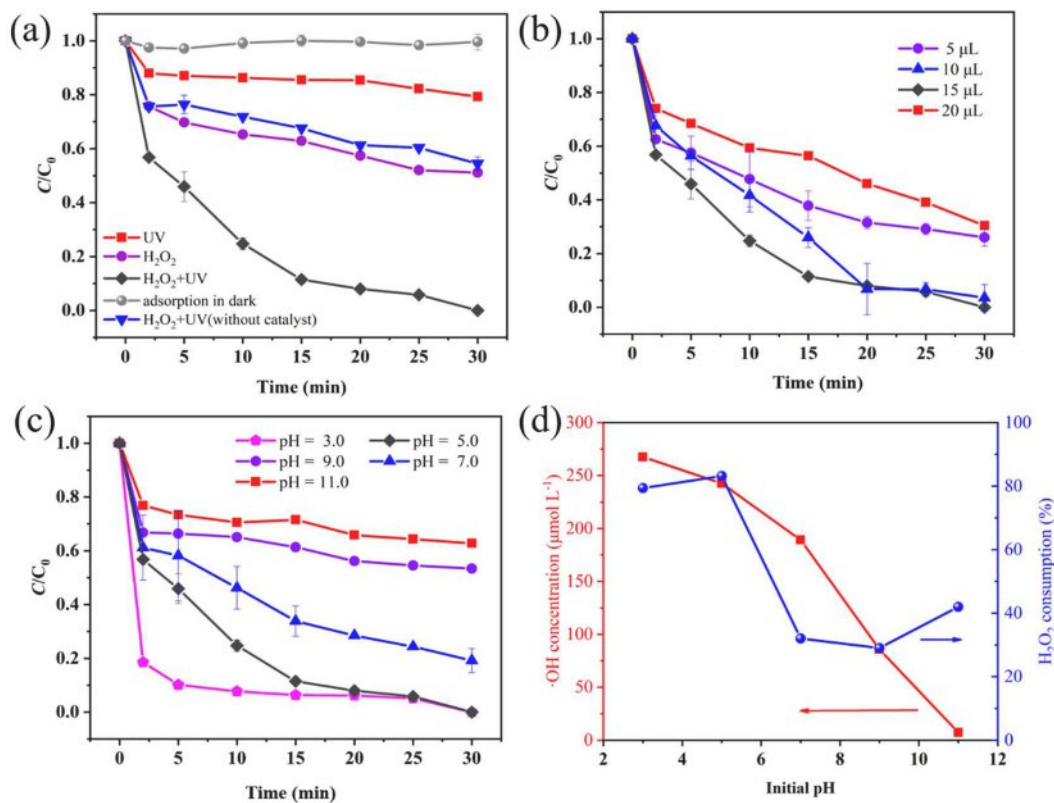 (a)
1.0
0.8
0.6
0.4
0.2
0.0
C/C₀
UV
H₂O₂
H₂O₂+UV
adsorption in dark
H₂O₂+UV(without catalyst)
0 5 10 15 20 25 30
Time (min)
(b)
1.0
0.8
0.6
0.4
0.2
0.0
C/C₀
5 μL
10 μL
15 μL
20 μL
0 5 10 15 20 25 30
Time (min)
(c)
1.0
0.8
0.6
0.4
0.2
0.0
C/C₀
pH = 3.0 pH = 5.0
pH = 9.0 pH = 7.0
pH = 11.0
0 5 10 15 20 25 30
Time (min)
(d)
300
250
200
150
100
50
0
·OH concentration (μmol L⁻¹)
100
80
60
40
20
0
H₂O₂ consumption (%)
2 4 6 8 10 12
Initial pH